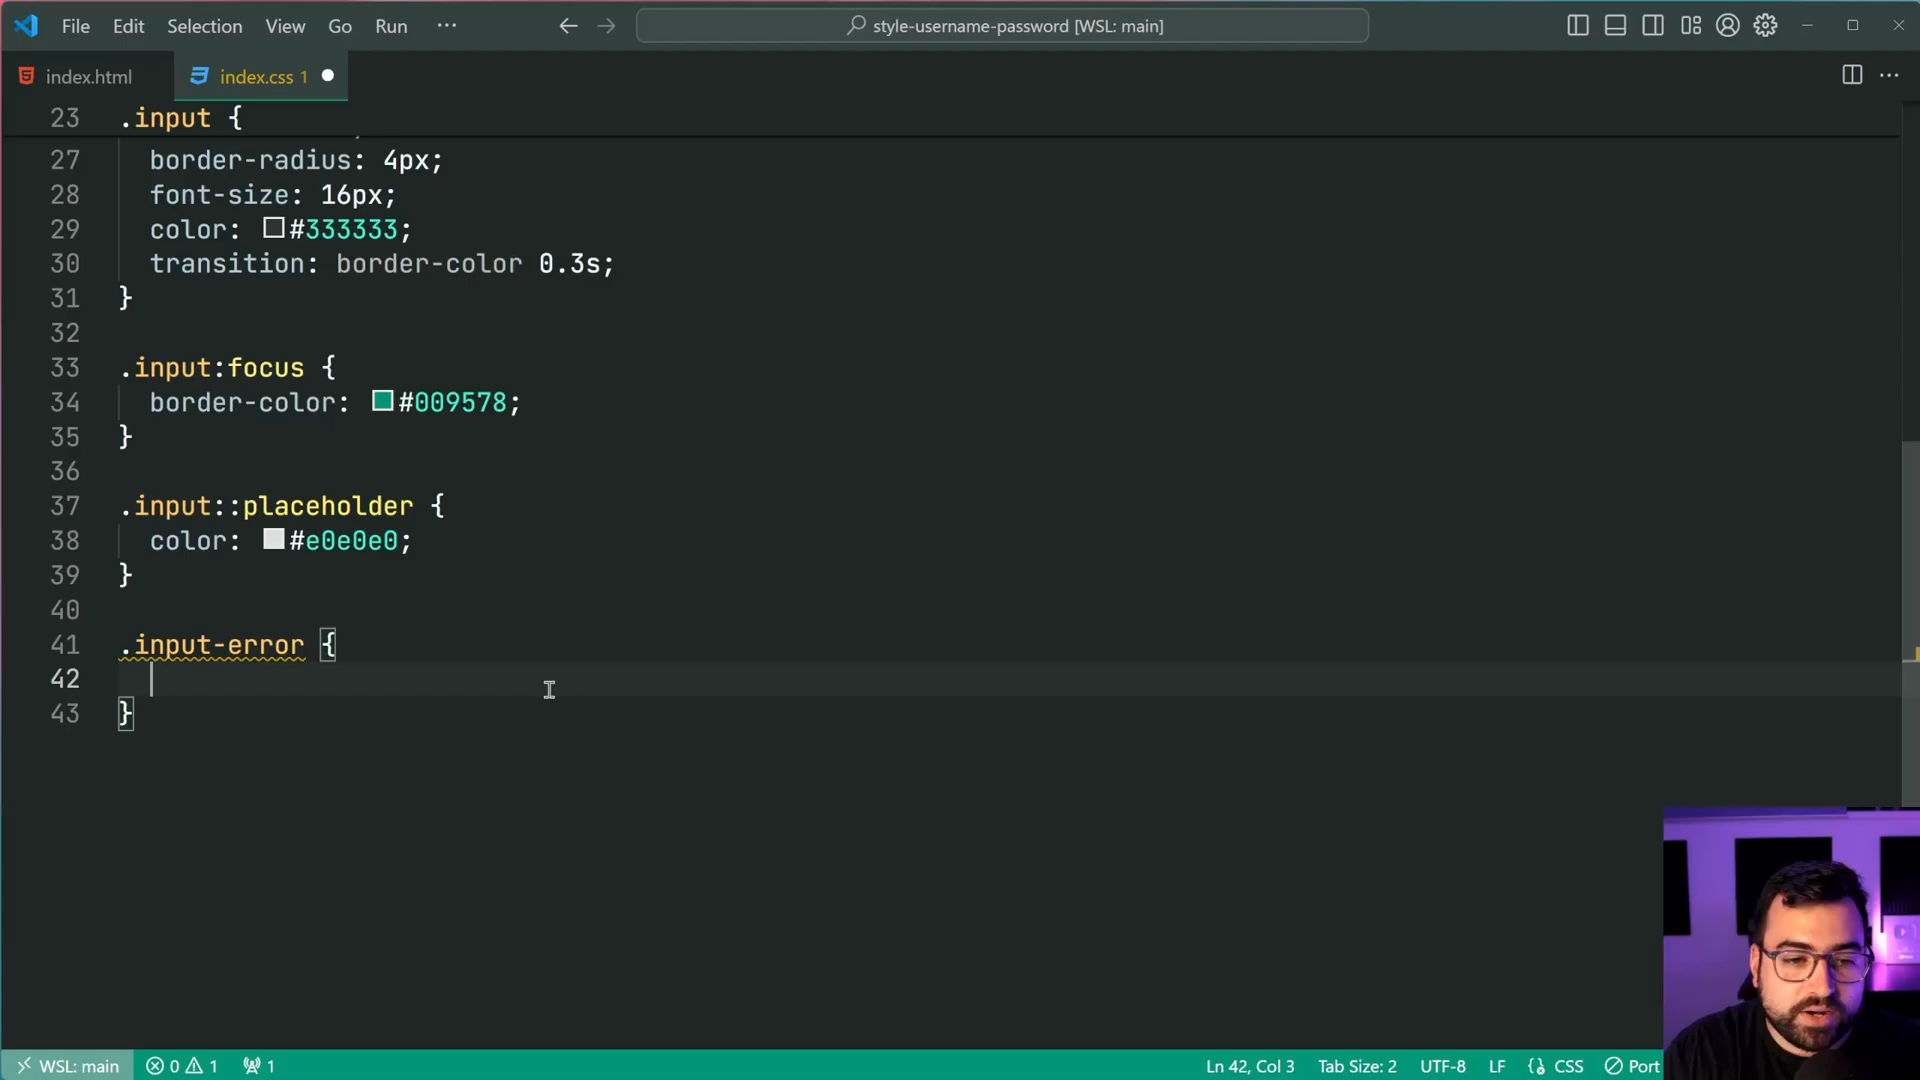 File Edit Selection View Go Run ··· style-username-password [WSL: main]
index.html index.css 1
23 .input {
27 border-radius: 4px;
28 font-size: 16px;
29 color: #333333;
30 transition: border-color 0.3s;
31 }
32
33 .input:focus {
34 border-color: #009578;
35 }
36
37 .input::placeholder {
38 color: #e0e0e0;
39 }
40
41 .input-error {
42
43 }
WSL: main 0 1 1 Ln 42, Col 3 Tab Size: 2 UTF-8 LF CSS Port